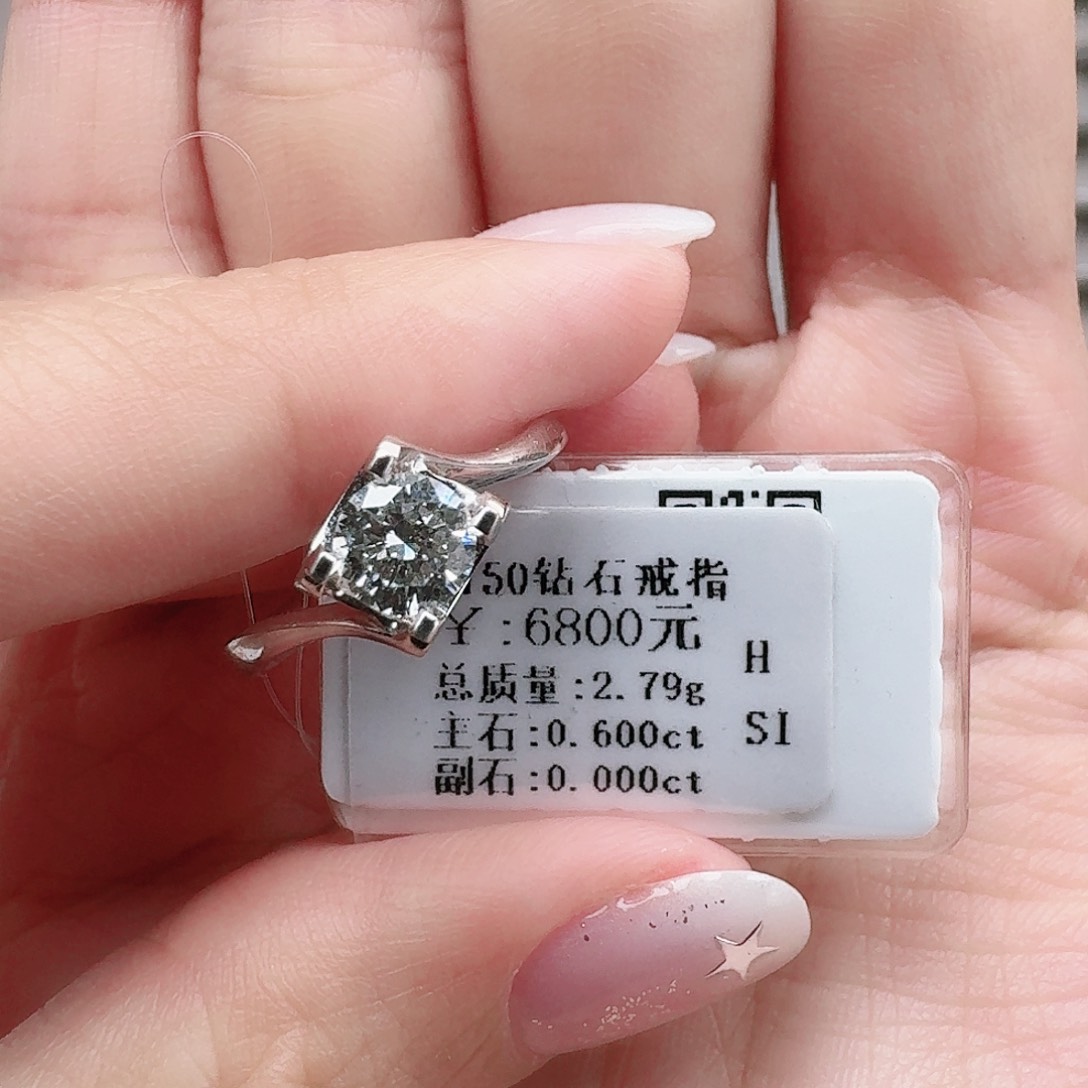 50钻石戒指
¥:6800元
总质量:2.79g
H
主石:0.600ct
SI
副石:0.000ct